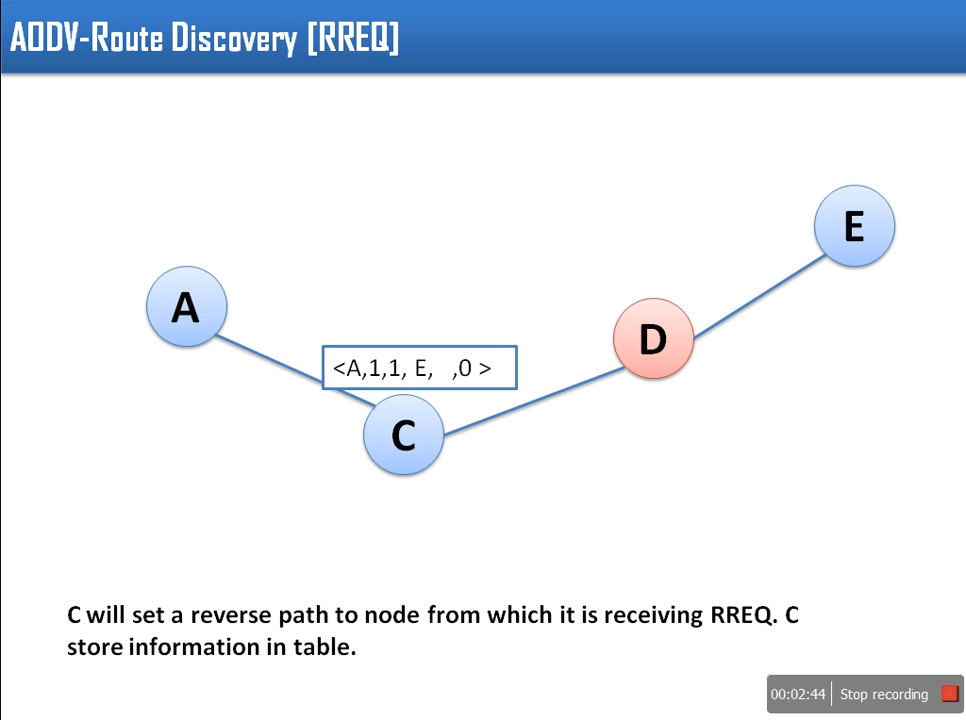 AODV-Route Discovery [RREQ]
E
A
D
<A,1,1, E,   ,0 >
C
C will set a reverse path to node from which it is receiving RREQ. C
store information in table.
00:02:44 Stop recording